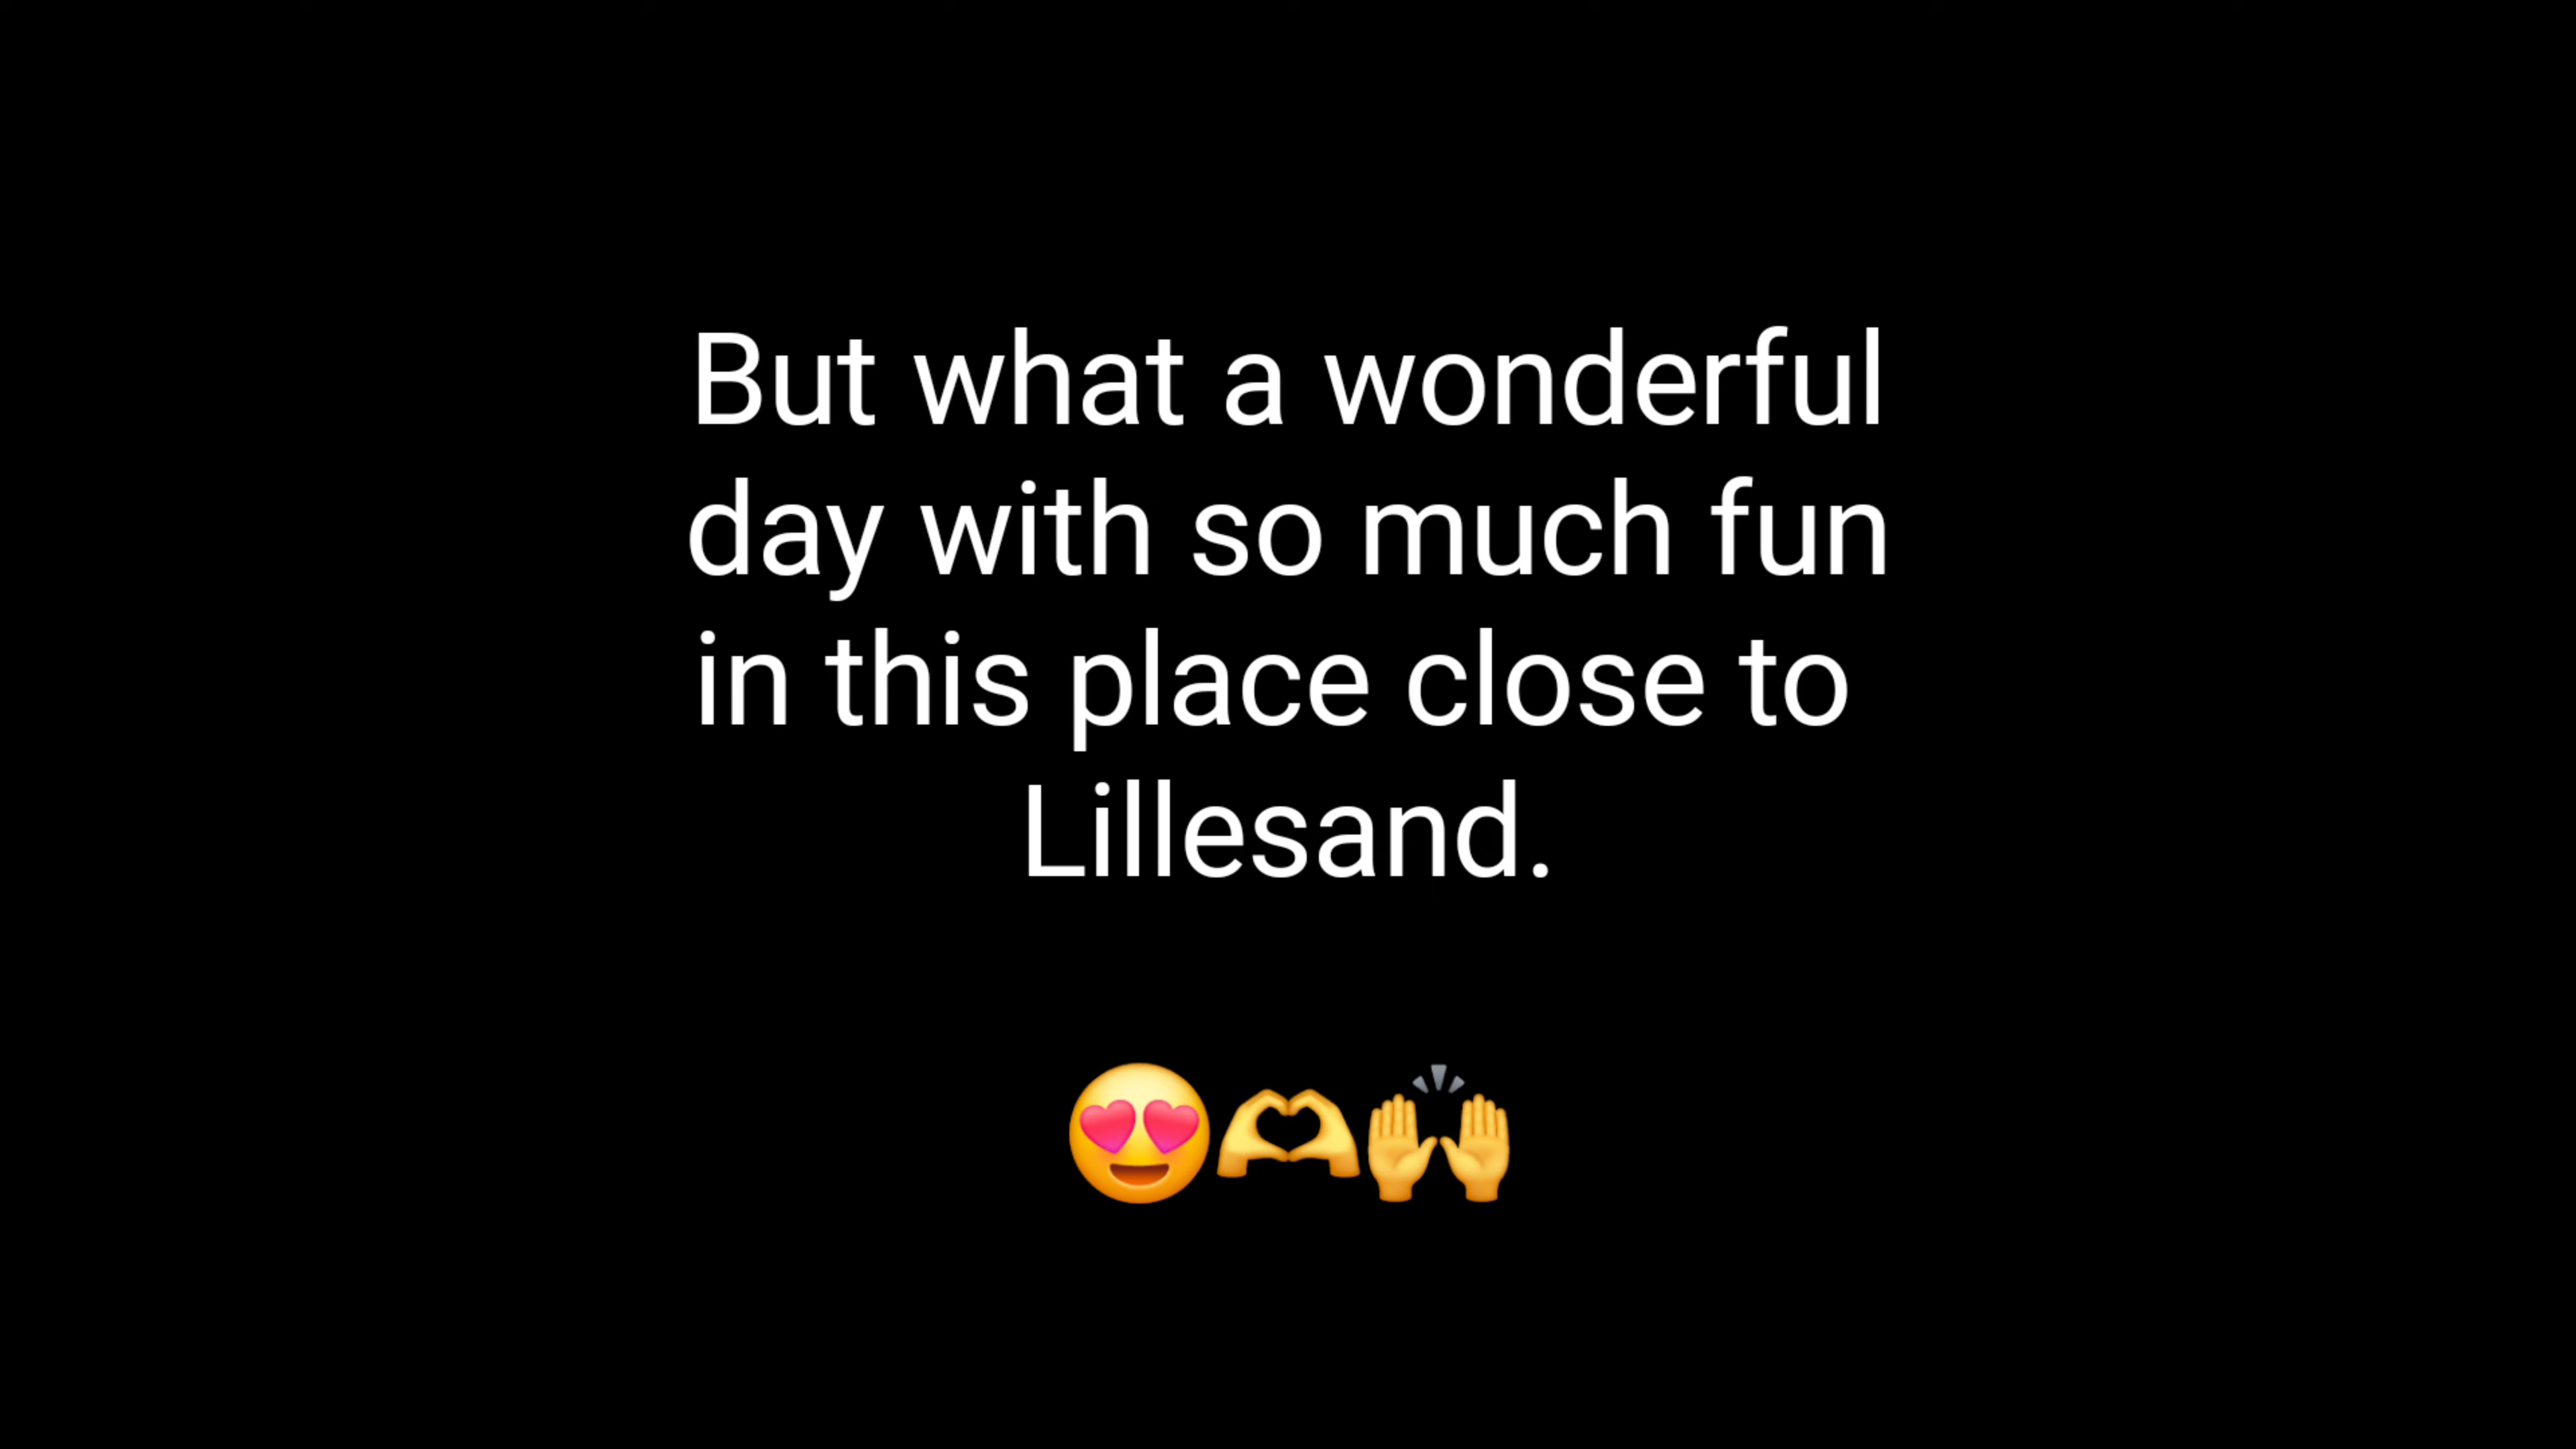 But what a wonderful
day with so much fun
in this place close to
Lillesand.
😍🫶🙌